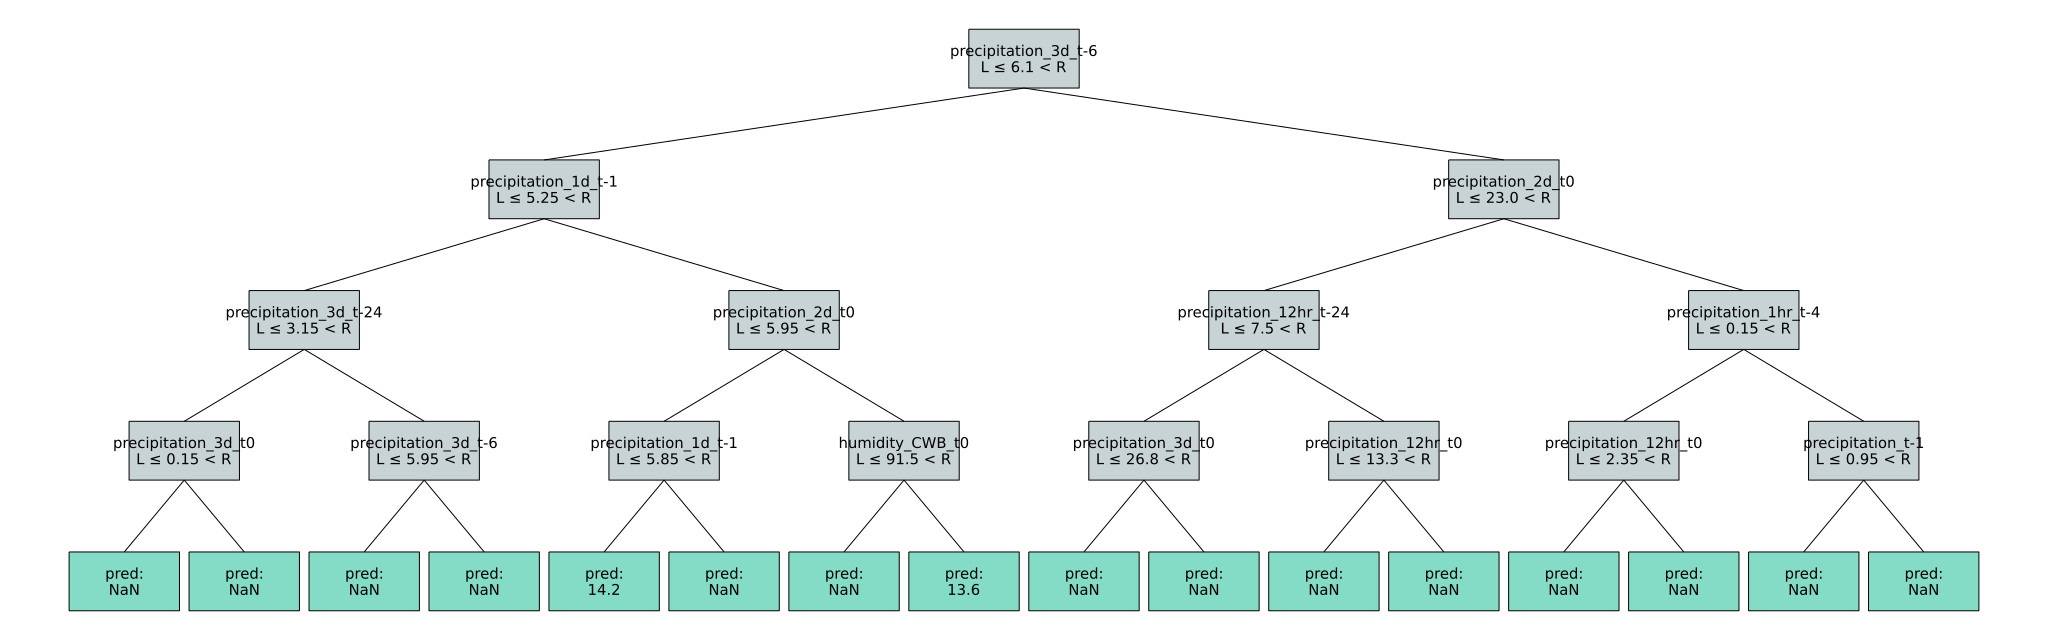 precipitation_3d_t-6
L ≤ 6.1 < R
precipitation_1d_t-1
L ≤ 5.25 < R
precipitation_2d_t0
L ≤ 23.0 < R
precipitation_3d_t-24
L ≤ 3.15 < R
precipitation_2d_t0
L ≤ 5.95 < R
precipitation_12hr_t-24
L ≤ 7.5 < R
precipitation_1hr_t-4
L ≤ 0.15 < R
precipitation_3d_t0
L ≤ 0.15 < R
precipitation_3d_t-6
L ≤ 5.95 < R
precipitation_1d_t-1
L ≤ 5.85 < R
humidity_CWB_t0
L ≤ 91.5 < R
precipitation_3d_t0
L ≤ 26.8 < R
precipitation_12hr_t0
L ≤ 13.3 < R
precipitation_12hr_t0
L ≤ 2.35 < R
precipitation_t-1
L ≤ 0.95 < R
pred:
NaN
pred:
NaN
pred:
NaN
pred:
NaN
pred:
14.2
pred:
NaN
pred:
NaN
pred:
13.6
pred:
NaN
pred:
NaN
pred:
NaN
pred:
NaN
pred:
NaN
pred:
NaN
pred:
NaN
pred:
NaN